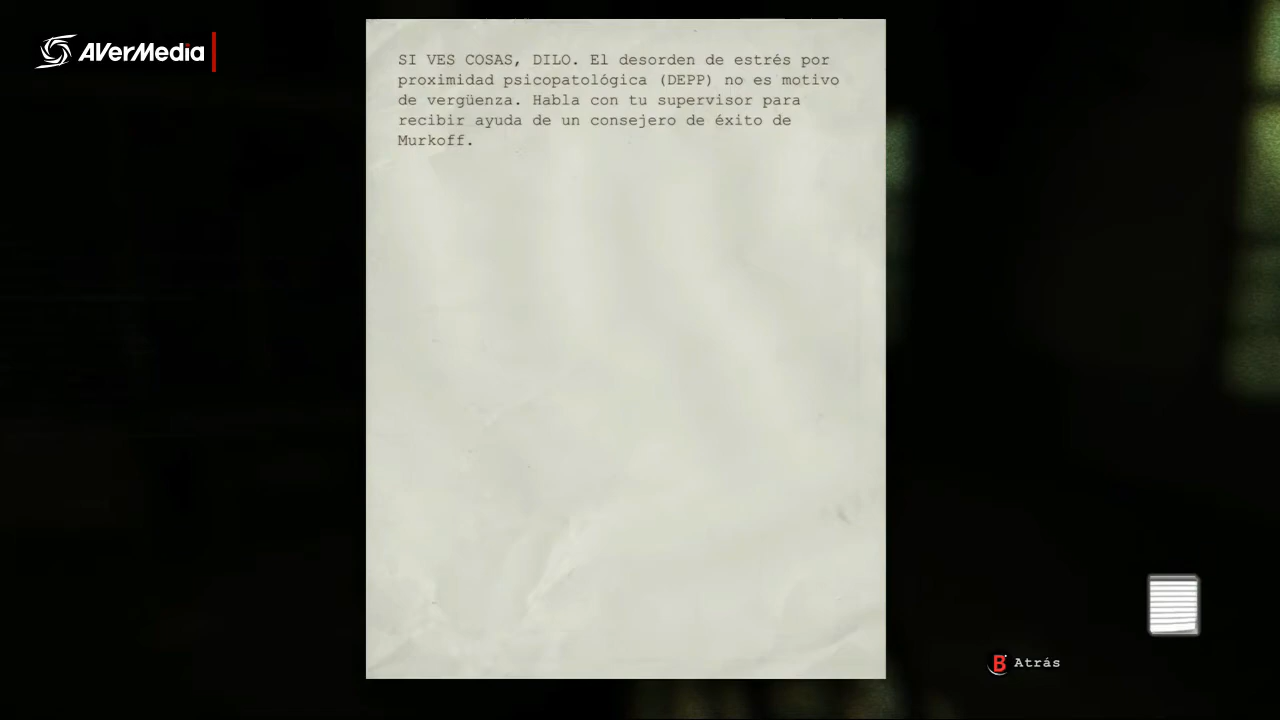 AVerMedia
SI VES COSAS, DILO. El desorden de estrés por
proximidad psicopatológica (DEPP) no es motivo
de vergüenza. Habla con tu supervisor para
recibir ayuda de un consejero de éxito de
Murkoff.
B Atrás